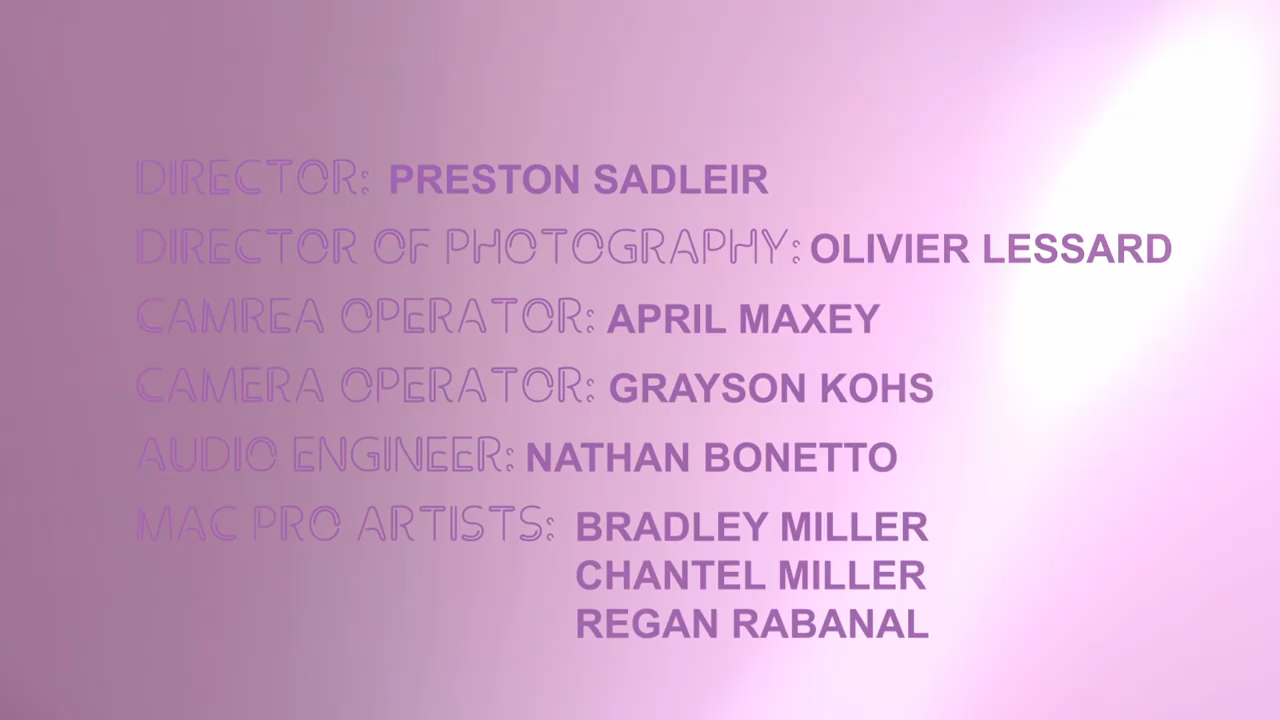 DIRECTOR: PRESTON SADLEIR
DIRECTOR OF PHOTOGRAPHY: OLIVIER LESSARD
CAMREA OPERATOR: APRIL MAXEY
CAMERA OPERATOR: GRAYSON KOHS
AUDIO ENGINEER: NATHAN BONETTO
MAC PRO ARTISTS: BRADLEY MILLER
CHANTEL MILLER
REGAN RABANAL